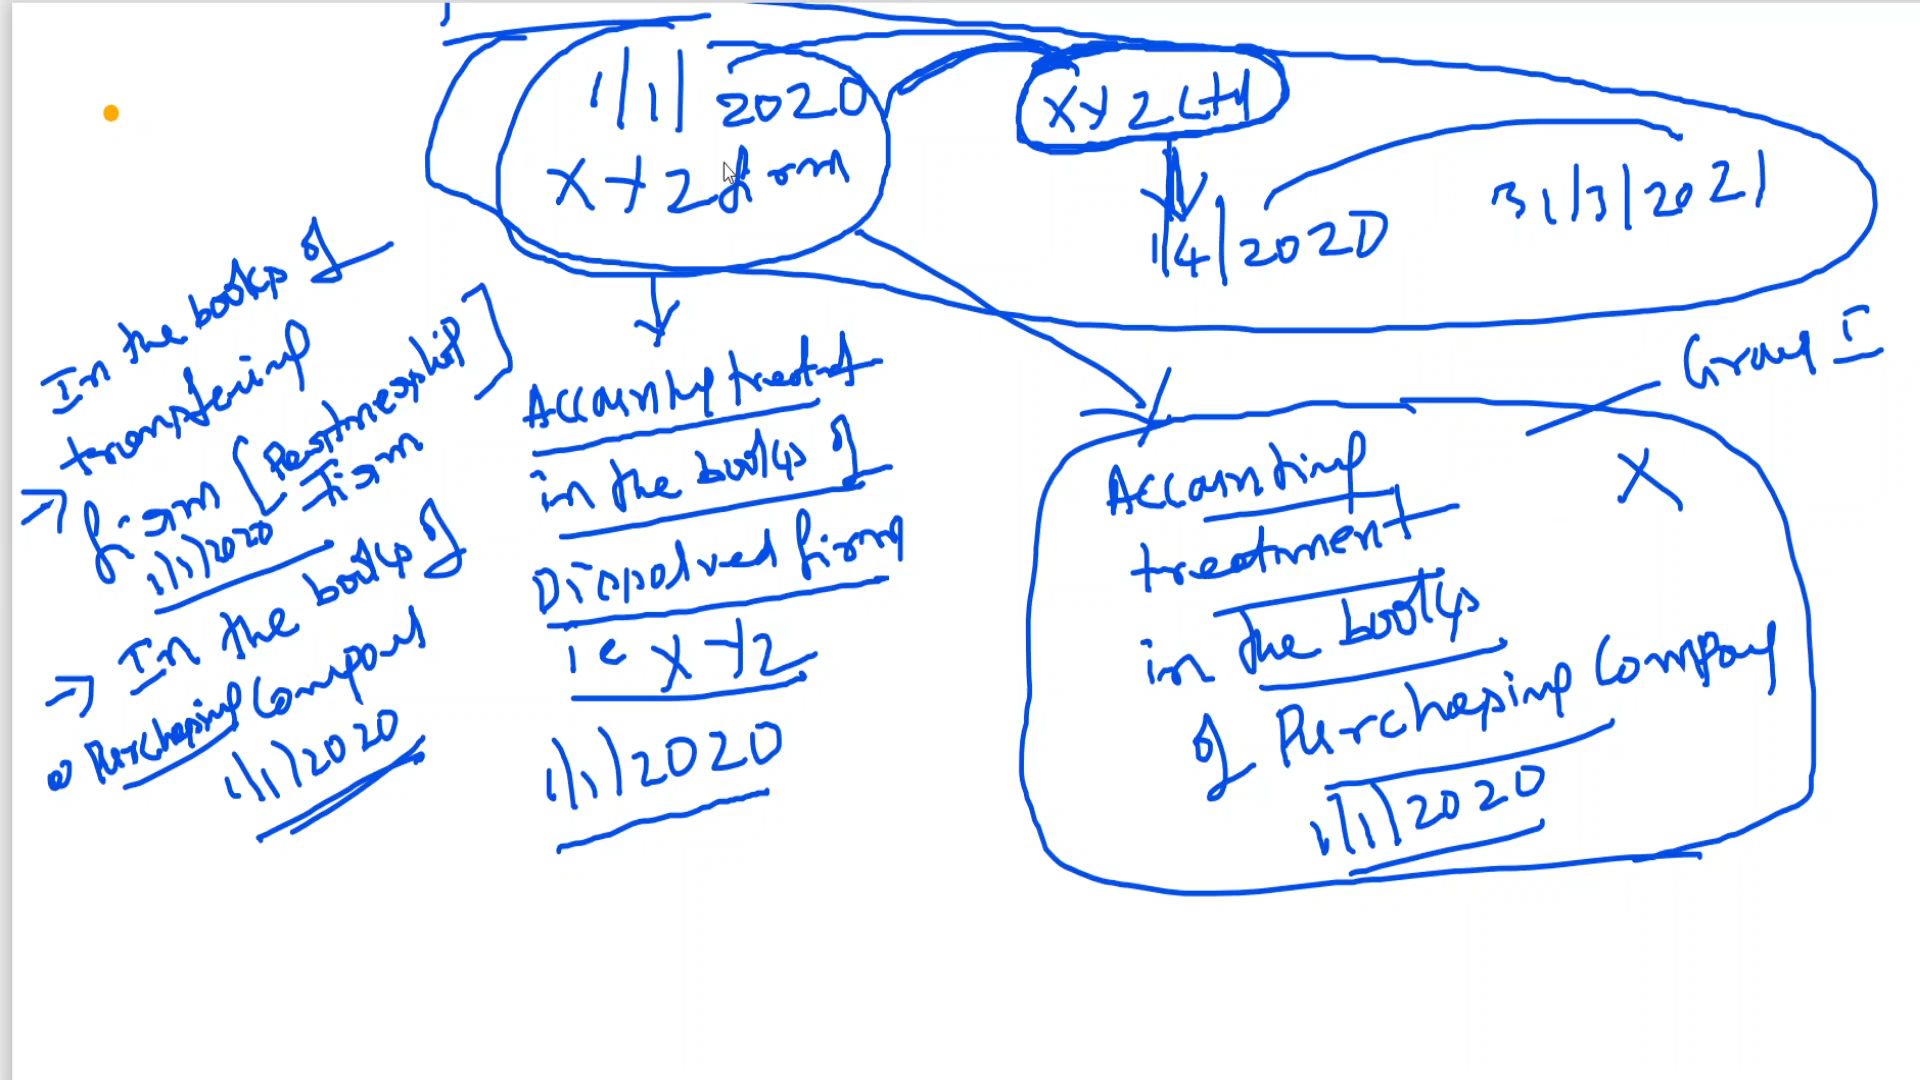 1/1/2020
XYZ firm
XYZ Ltd
1/4/2020
31/3/2021
In the books of
transfering
firm [Partnership
firm]
1/1/2020
→ In the books of
Purchasing Company
1/1/2020
Accounting treatment
in the books of
Dissolved firm
ie XYZ
1/1/2020
Group I
Accounting
treatment
in the books
of Purchasing Company
1/1/2020
X